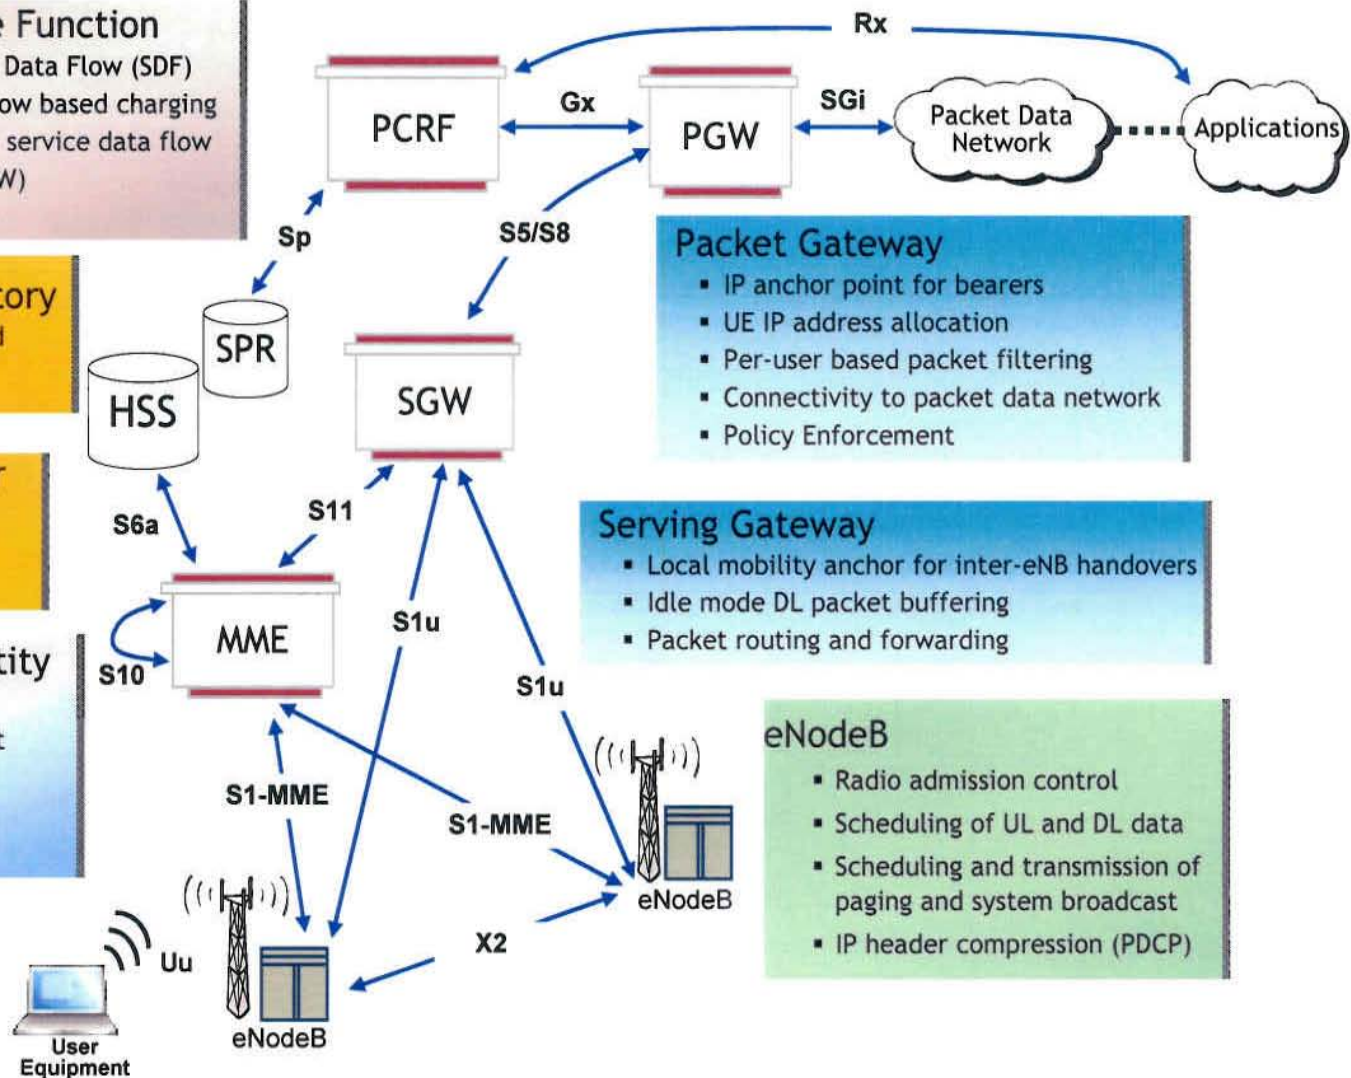 e Function
Data Flow (SDF)
ow based charging
service data flow
W)
tory
d
r
tity
t
Rx
PCRF
Gx
PGW
SGi
Packet Data
Network
Applications
Sp
S5/S8
SPR
HSS
SGW
S6a
S11
MME
S10
S1u
S1u
S1-MME
S1-MME
X2
Uu
eNodeB
eNodeB
User
Equipment
Packet Gateway
▪ IP anchor point for bearers
▪ UE IP address allocation
▪ Per-user based packet filtering
▪ Connectivity to packet data network
▪ Policy Enforcement
Serving Gateway
▪ Local mobility anchor for inter-eNB handovers
▪ Idle mode DL packet buffering
▪ Packet routing and forwarding
eNodeB
▪ Radio admission control
▪ Scheduling of UL and DL data
▪ Scheduling and transmission of
paging and system broadcast
▪ IP header compression (PDCP)